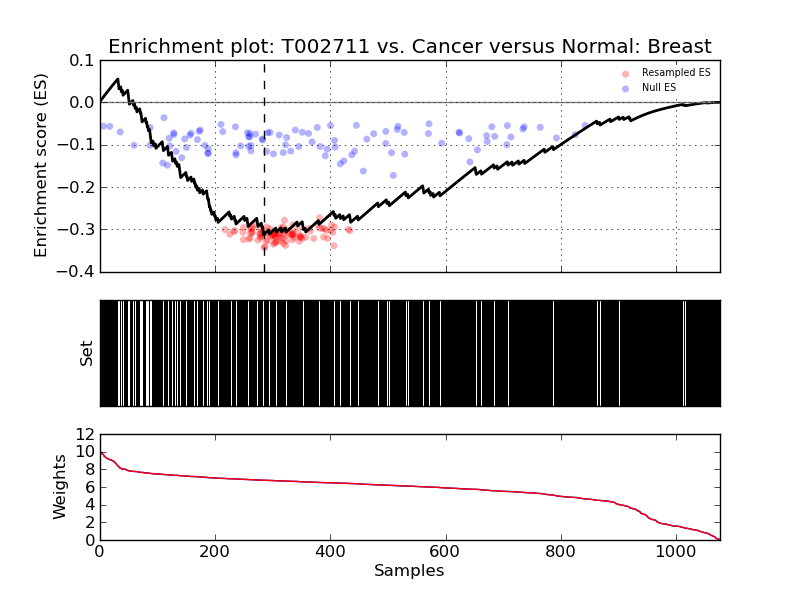 Enrichment plot: T002711 vs. Cancer versus Normal: Breast
Enrichment score (ES)
0.1
0.0
−0.1
−0.2
−0.3
−0.4
Resampled ES
Null ES
Set
Weights
12
10
8
6
4
2
0
0 200 400 600 800 1000
Samples